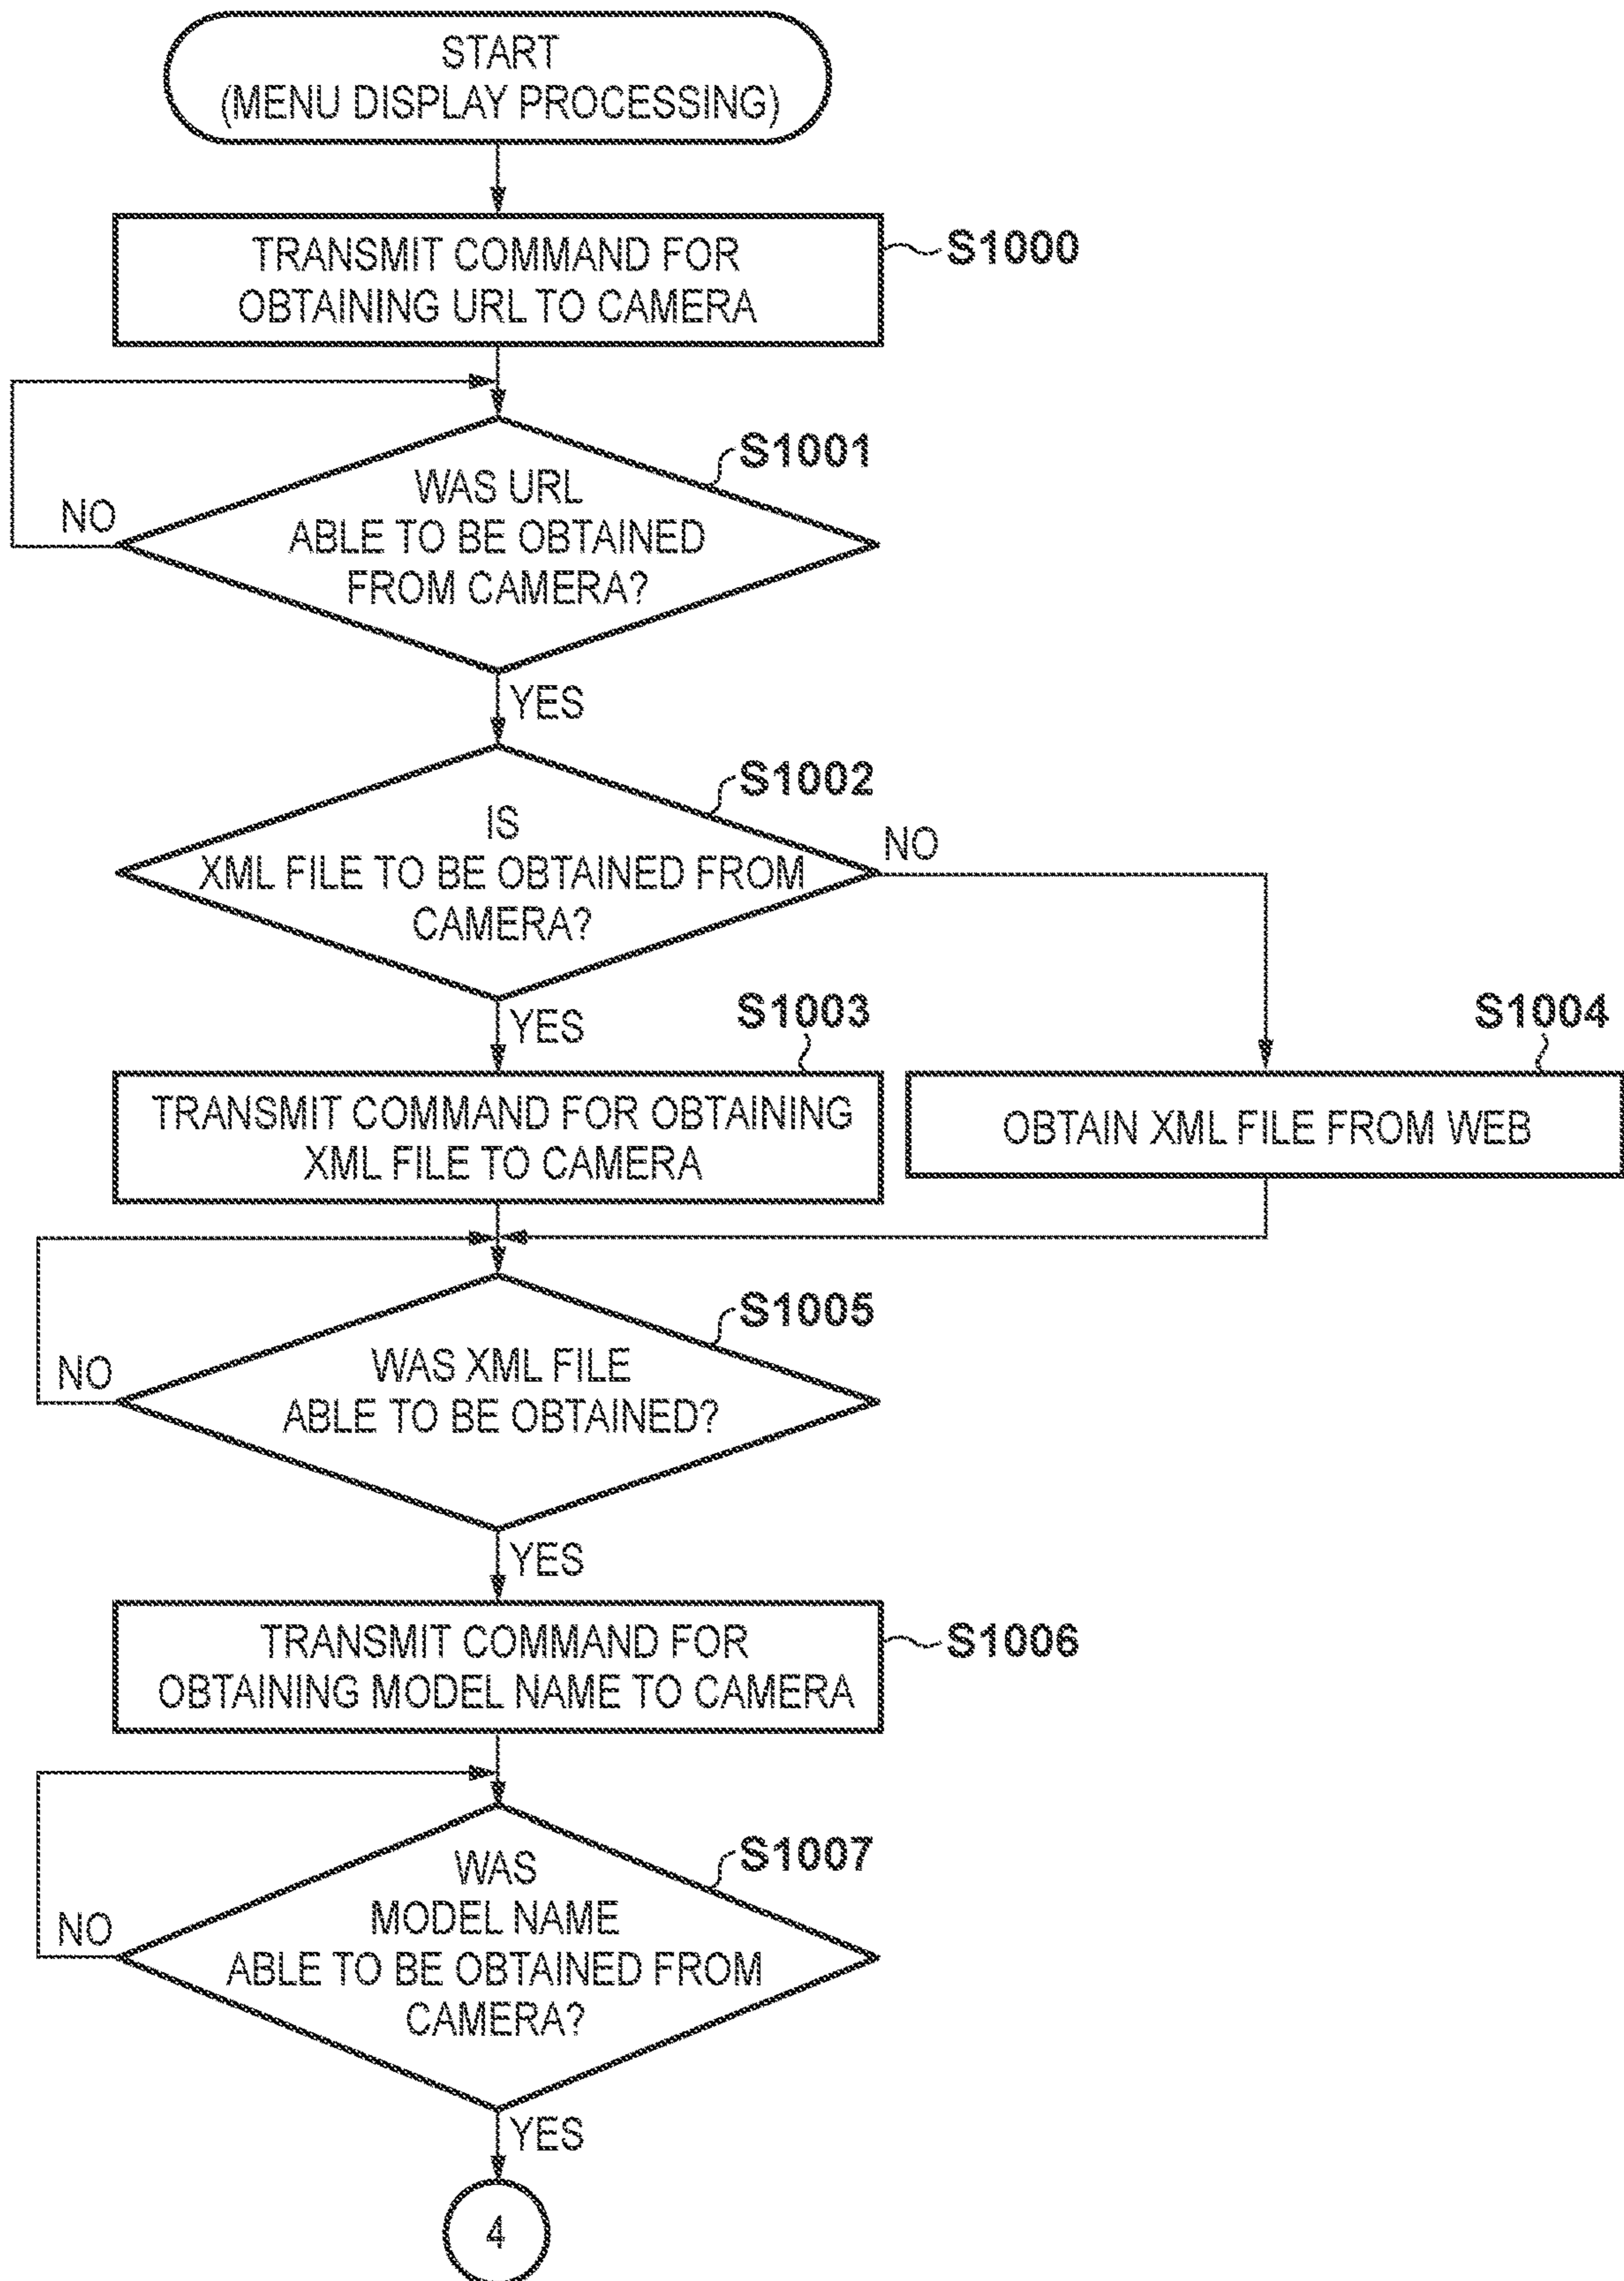 START
(MENU DISPLAY PROCESSING)
TRANSMIT COMMAND FOR
OBTAINING URL TO CAMERA
S1000
S1001
WAS URL
ABLE TO BE OBTAINED
FROM CAMERA?
NO
YES
S1002
IS
XML FILE TO BE OBTAINED FROM
CAMERA?
NO
YES
S1003
TRANSMIT COMMAND FOR OBTAINING
XML FILE TO CAMERA
S1004
OBTAIN XML FILE FROM WEB
S1005
WAS XML FILE
ABLE TO BE OBTAINED?
NO
YES
TRANSMIT COMMAND FOR
OBTAINING MODEL NAME TO CAMERA
S1006
S1007
WAS
MODEL NAME
ABLE TO BE OBTAINED FROM
CAMERA?
NO
YES
4